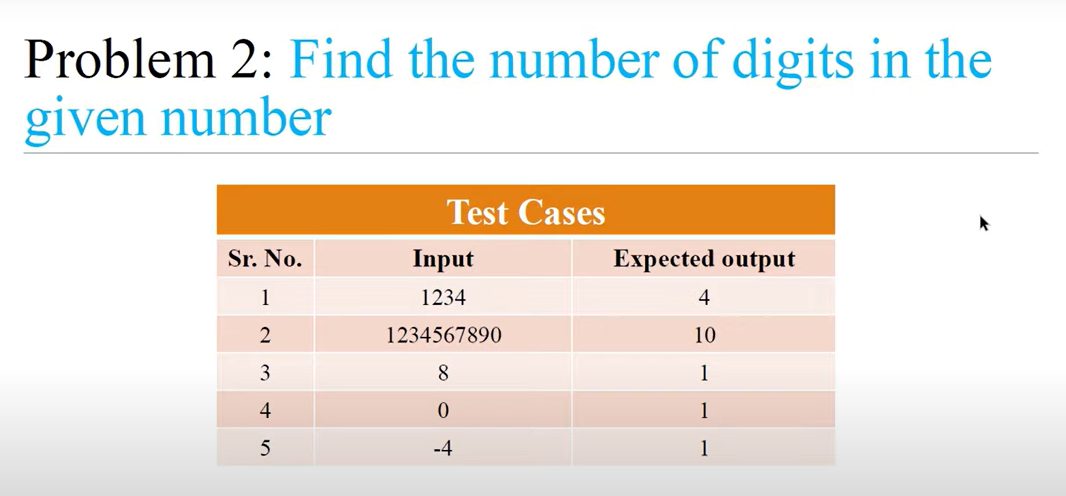 Problem 2: Find the number of digits in the
given number
Test Cases
Sr. No. Input Expected output
1 1234 4
2 1234567890 10
3 8 1
4 0 1
5 -4 1